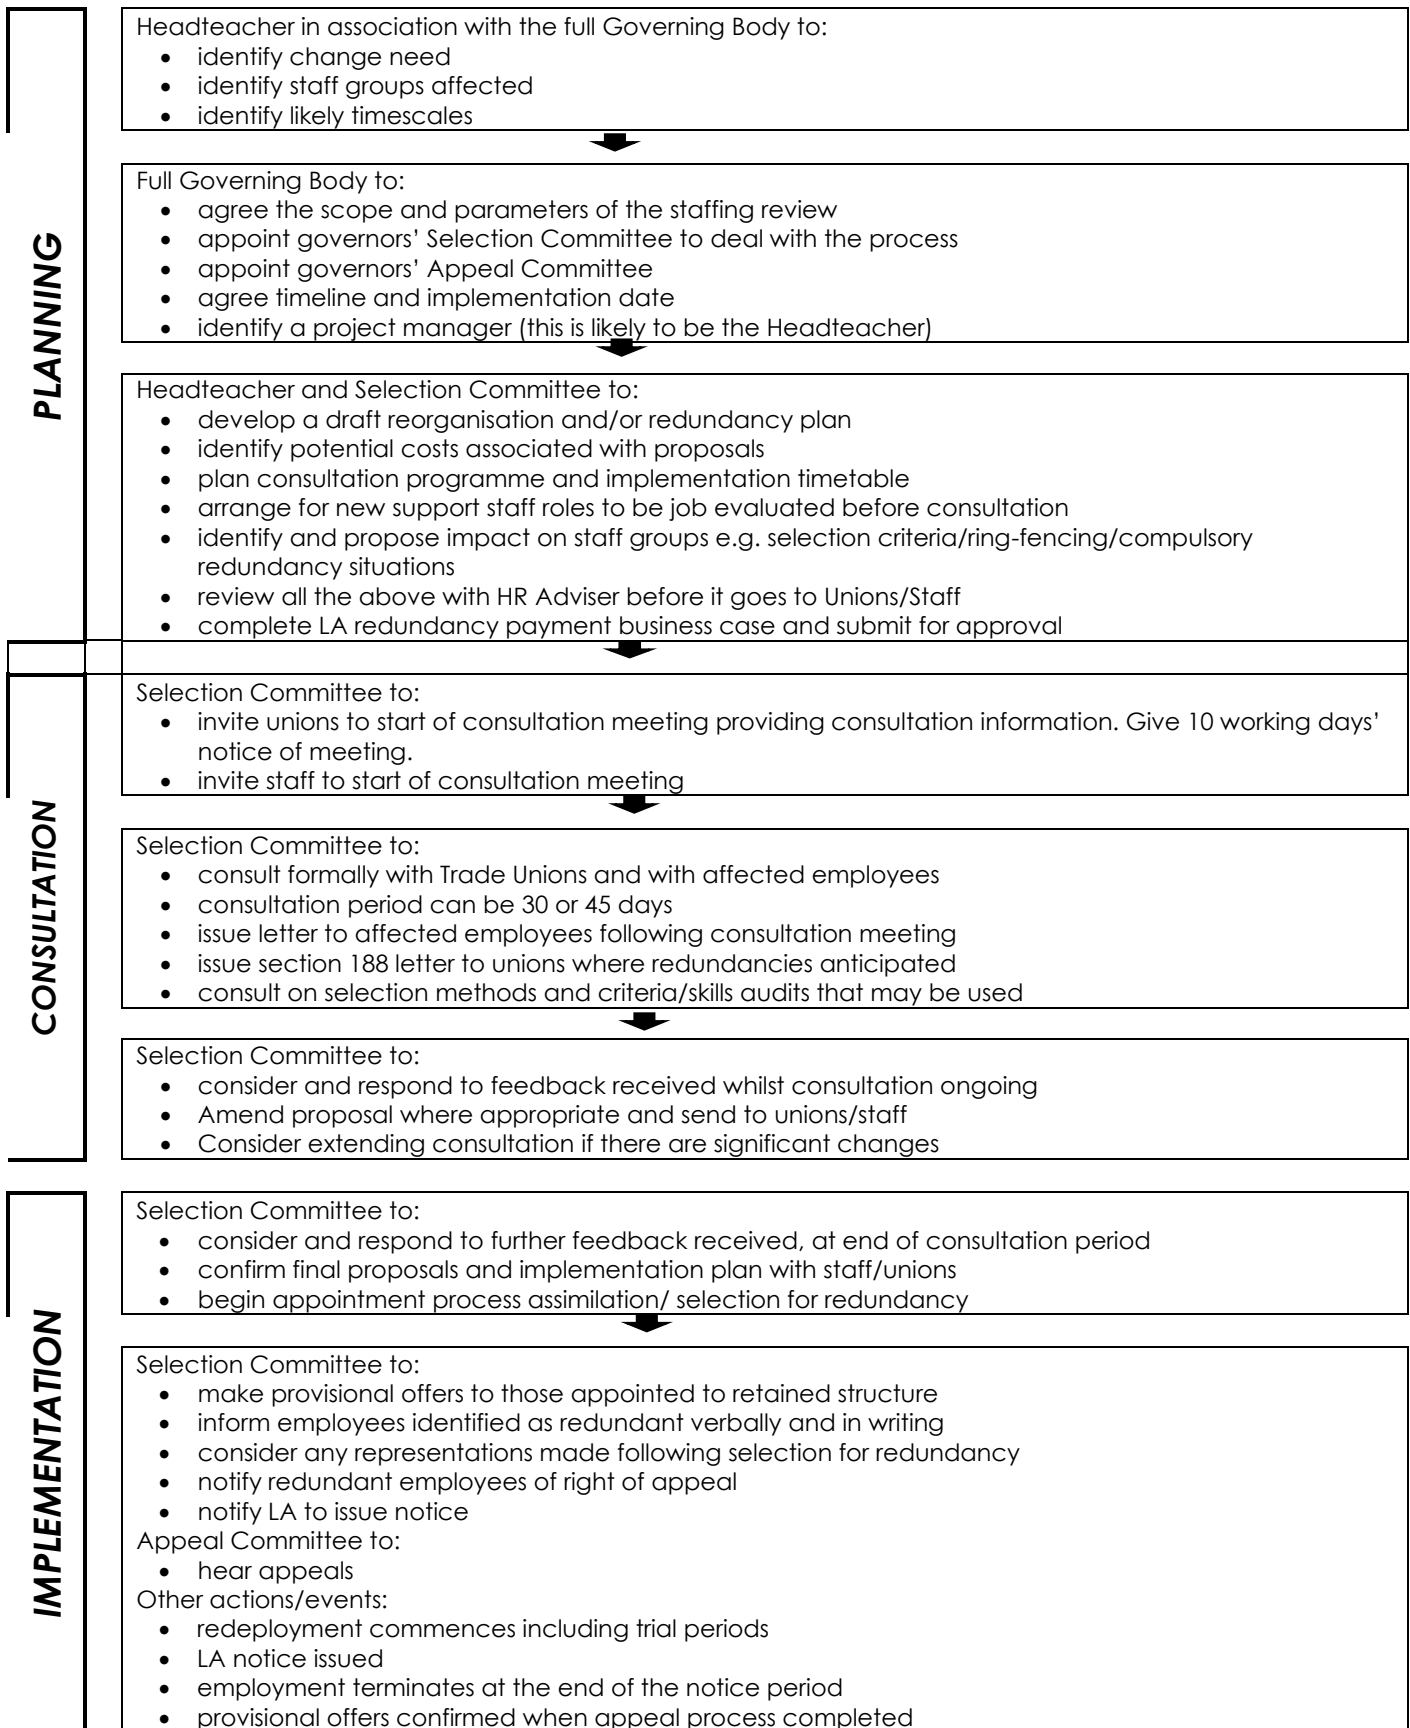 PLANNING
Headteacher in association with the full Governing Body to:
• identify change need
• identify staff groups affected
• identify likely timescales
Full Governing Body to:
• agree the scope and parameters of the staffing review
• appoint governors’ Selection Committee to deal with the process
• appoint governors’ Appeal Committee
• agree timeline and implementation date
• identify a project manager (this is likely to be the Headteacher)
Headteacher and Selection Committee to:
• develop a draft reorganisation and/or redundancy plan
• identify potential costs associated with proposals
• plan consultation programme and implementation timetable
• arrange for new support staff roles to be job evaluated before consultation
• identify and propose impact on staff groups e.g. selection criteria/ring-fencing/compulsory
redundancy situations
• review all the above with HR Adviser before it goes to Unions/Staff
• complete LA redundancy payment business case and submit for approval
CONSULTATION
Selection Committee to:
• invite unions to start of consultation meeting providing consultation information. Give 10 working days’
notice of meeting.
• invite staff to start of consultation meeting
Selection Committee to:
• consult formally with Trade Unions and with affected employees
• consultation period can be 30 or 45 days
• issue letter to affected employees following consultation meeting
• issue section 188 letter to unions where redundancies anticipated
• consult on selection methods and criteria/skills audits that may be used
Selection Committee to:
• consider and respond to feedback received whilst consultation ongoing
• Amend proposal where appropriate and send to unions/staff
• Consider extending consultation if there are significant changes
IMPLEMENTATION
Selection Committee to:
• consider and respond to further feedback received, at end of consultation period
• confirm final proposals and implementation plan with staff/unions
• begin appointment process assimilation/ selection for redundancy
Selection Committee to:
• make provisional offers to those appointed to retained structure
• inform employees identified as redundant verbally and in writing
• consider any representations made following selection for redundancy
• notify redundant employees of right of appeal
• notify LA to issue notice
Appeal Committee to:
• hear appeals
Other actions/events:
• redeployment commences including trial periods
• LA notice issued
• employment terminates at the end of the notice period
• provisional offers confirmed when appeal process completed